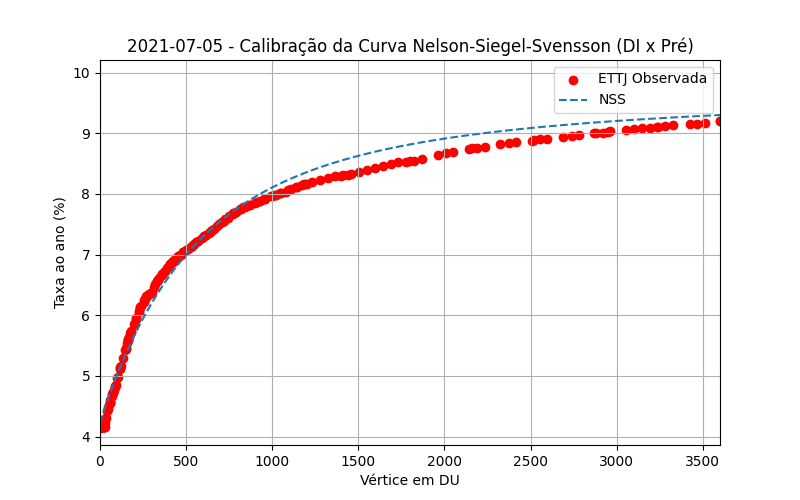 2021-07-05 - Calibração da Curva Nelson-Siegel-Svensson (DI x Pré)
ETTJ Observada
NSS
Taxa ao ano (%)
10
9
8
7
6
5
4
0 500 1000 1500 2000 2500 3000 3500
Vértice em DU